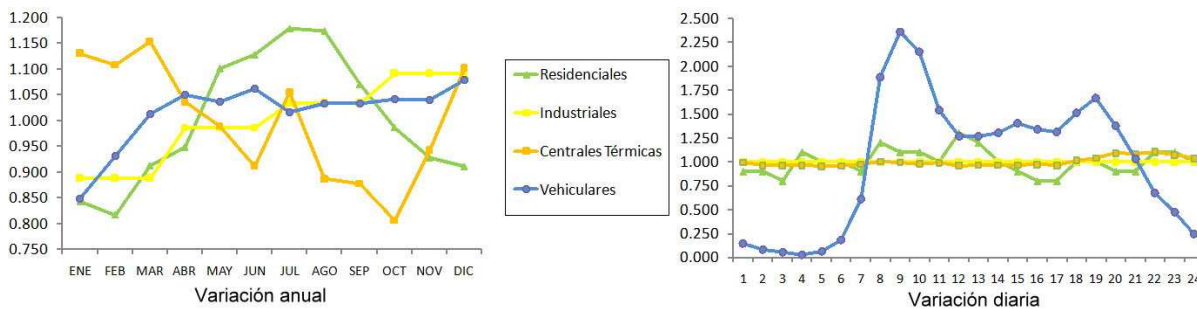 1.200
1.150
1.100
1.050
1.000
0.950
0.900
0.850
0.800
0.750
ENE FEB MAR ABR MAY JUN JUL AGO SEP OCT NOV DIC
Variación anual
Residenciales
Industriales
Centrales Térmicas
Vehiculares
2.500
2.250
2.000
1.750
1.500
1.250
1.000
0.750
0.500
0.250
0.000
1 2 3 4 5 6 7 8 9 10 11 12 13 14 15 16 17 18 19 20 21 22 23 24
Variación diaria